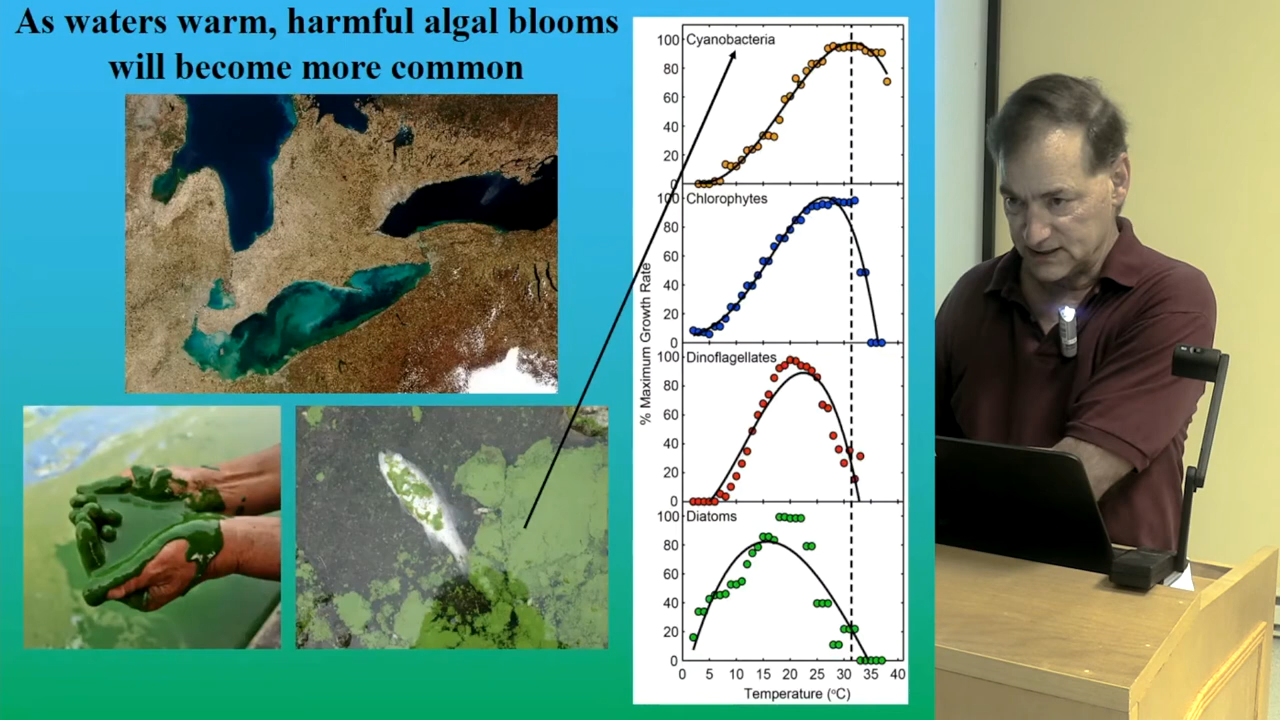 As waters warm, harmful algal blooms
will become more common
100
80
60
40
20
0
Cyanobacteria
100
80
60
40
20
0
Chlorophytes
100
80
60
40
20
0
Dinoflagellates
100
80
60
40
20
0
Diatoms
% Maximum Growth Rate
0 5 10 15 20 25 30 35 40
Temperature (°C)